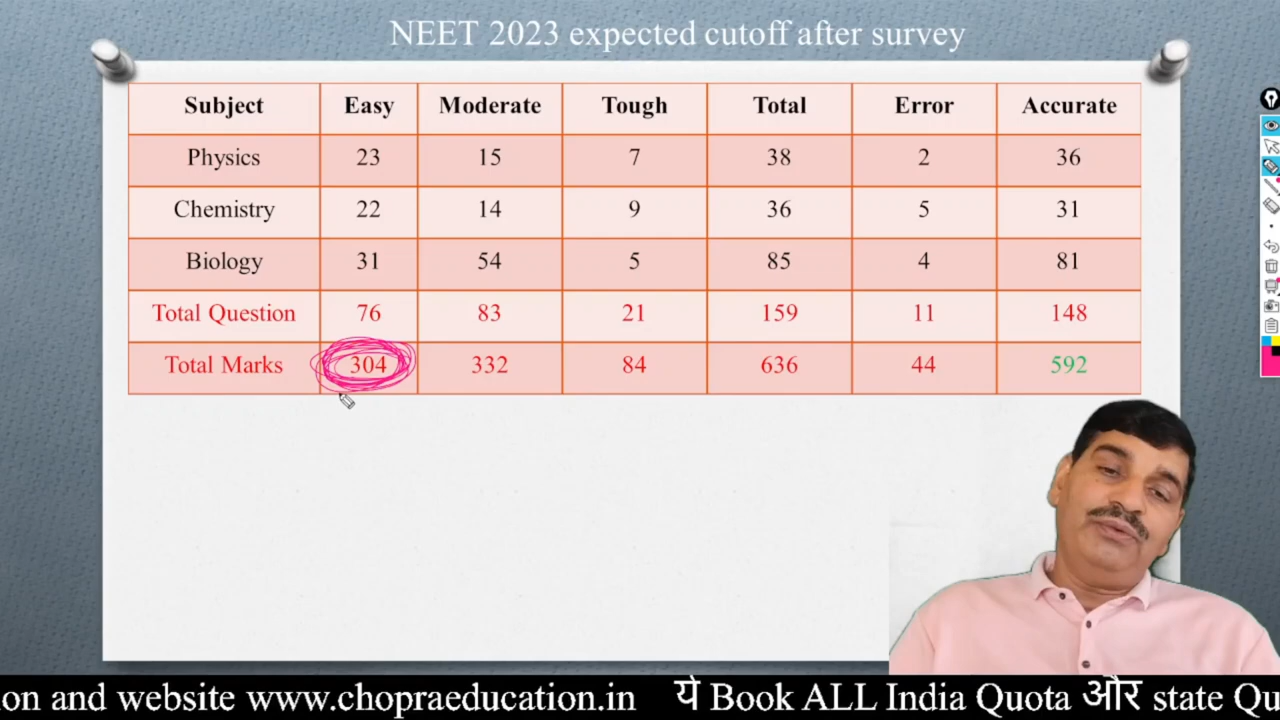 NEET 2023 expected cutoff after survey
Subject Easy Moderate Tough Total Error Accurate
Physics 23 15 7 38 2 36
Chemistry 22 14 9 36 5 31
Biology 31 54 5 85 4 81
Total Question 76 83 21 159 11 148
Total Marks 304 332 84 636 44 592
on and website www.chopraeducation.in ये Book ALL India Quota और state Qu